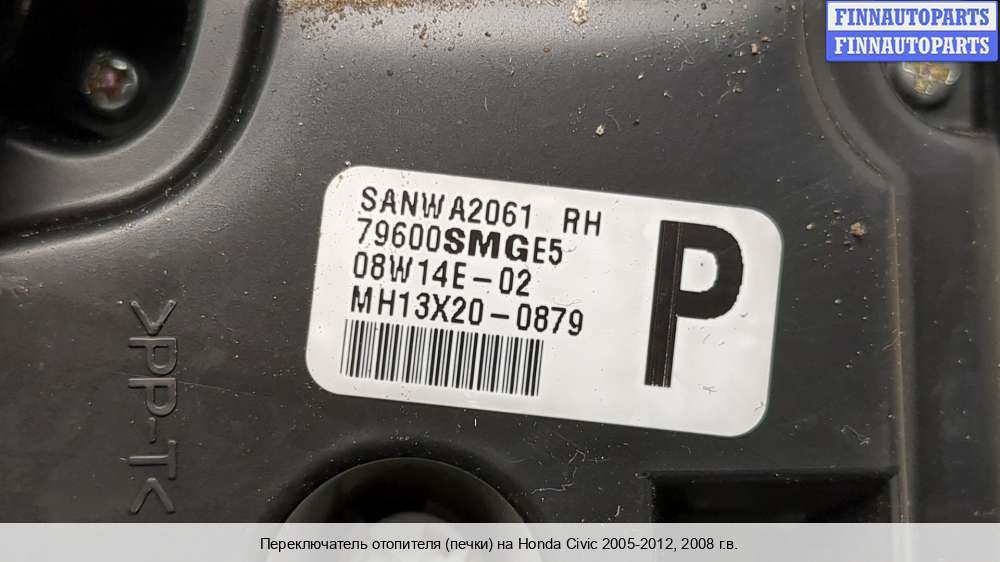 FINNAUTOPARTS
FINNAUTOPARTS
SANWA2061 RH
79600SMGE5
08W14E-02
MH13X20-0879
P
>PP-T<
Переключатель отопителя (печки) на Honda Civic 2005-2012, 2008 г.в.